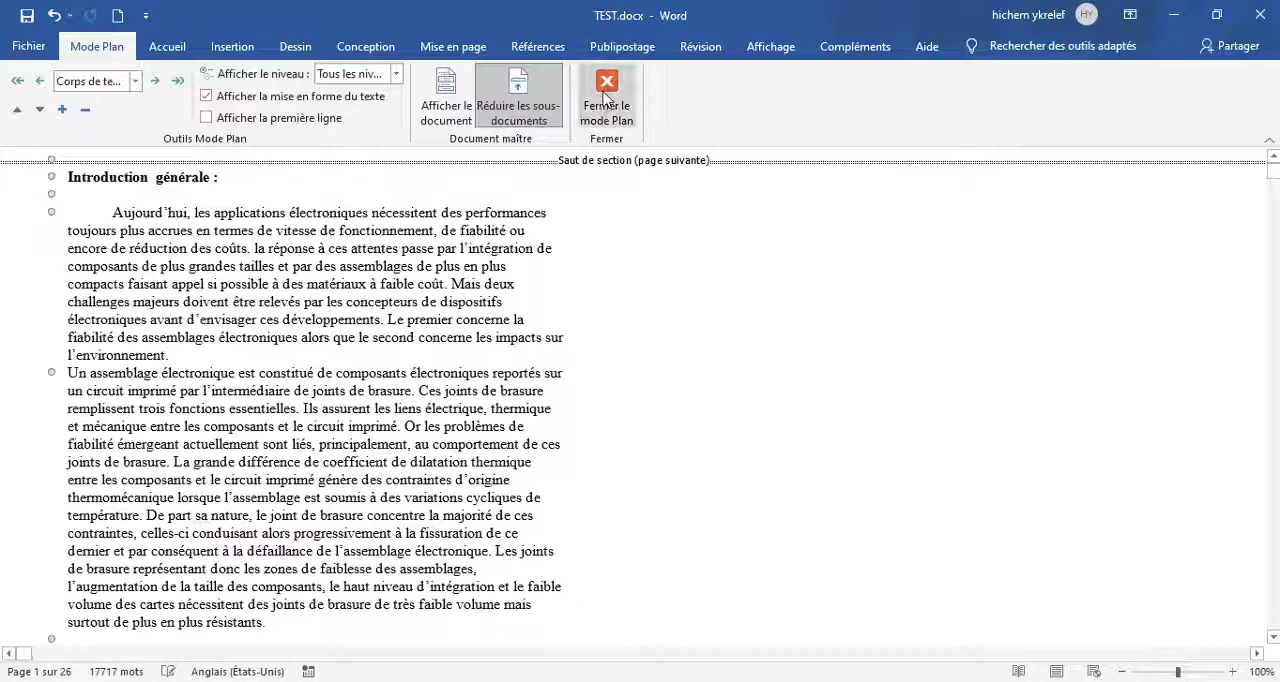 TEST.docx - Word
hichem ykrelef
HY
Fichier
Mode Plan
Accueil
Insertion
Dessin
Conception
Mise en page
Références
Publipostage
Révision
Affichage
Compléments
Aide
Rechercher des outils adaptés
Partager
Corps de te...
Afficher le niveau :
Tous les niv...
Afficher la mise en forme du texte
Afficher la première ligne
Outils Mode Plan
Afficher le
document
Réduire les sous-
documents
Document maître
Fermer le
mode Plan
Fermer
Saut de section (page suivante)
Introduction générale :
Aujourd’hui, les applications électroniques nécessitent des performances
toujours plus accrues en termes de vitesse de fonctionnement, de fiabilité ou
encore de réduction des coûts. la réponse à ces attentes passe par l’intégration de
composants de plus grandes tailles et par des assemblages de plus en plus
compacts faisant appel si possible à des matériaux à faible coût. Mais deux
challenges majeurs doivent être relevés par les concepteurs de dispositifs
électroniques avant d’envisager ces développements. Le premier concerne la
fiabilité des assemblages électroniques alors que le second concerne les impacts sur
l’environnement.
Un assemblage électronique est constitué de composants électroniques reportés sur
un circuit imprimé par l’intermédiaire de joints de brasure. Ces joints de brasure
remplissent trois fonctions essentielles. Ils assurent les liens électrique, thermique
et mécanique entre les composants et le circuit imprimé. Or les problèmes de
fiabilité émergeant actuellement sont liés, principalement, au comportement de ces
joints de brasure. La grande différence de coefficient de dilatation thermique
entre les composants et le circuit imprimé génère des contraintes d’origine
thermomécanique lorsque l’assemblage est soumis à des variations cycliques de
température. De part sa nature, le joint de brasure concentre la majorité de ces
contraintes, celles-ci conduisant alors progressivement à la fissuration de ce
dernier et par conséquent à la défaillance de l’assemblage électronique. Les joints
de brasure représentant donc les zones de faiblesse des assemblages,
l’augmentation de la taille des composants, le haut niveau d’intégration et le faible
volume des cartes nécessitent des joints de brasure de très faible volume mais
surtout de plus en plus résistants.
Page 1 sur 26
17717 mots
Anglais (États-Unis)
100%